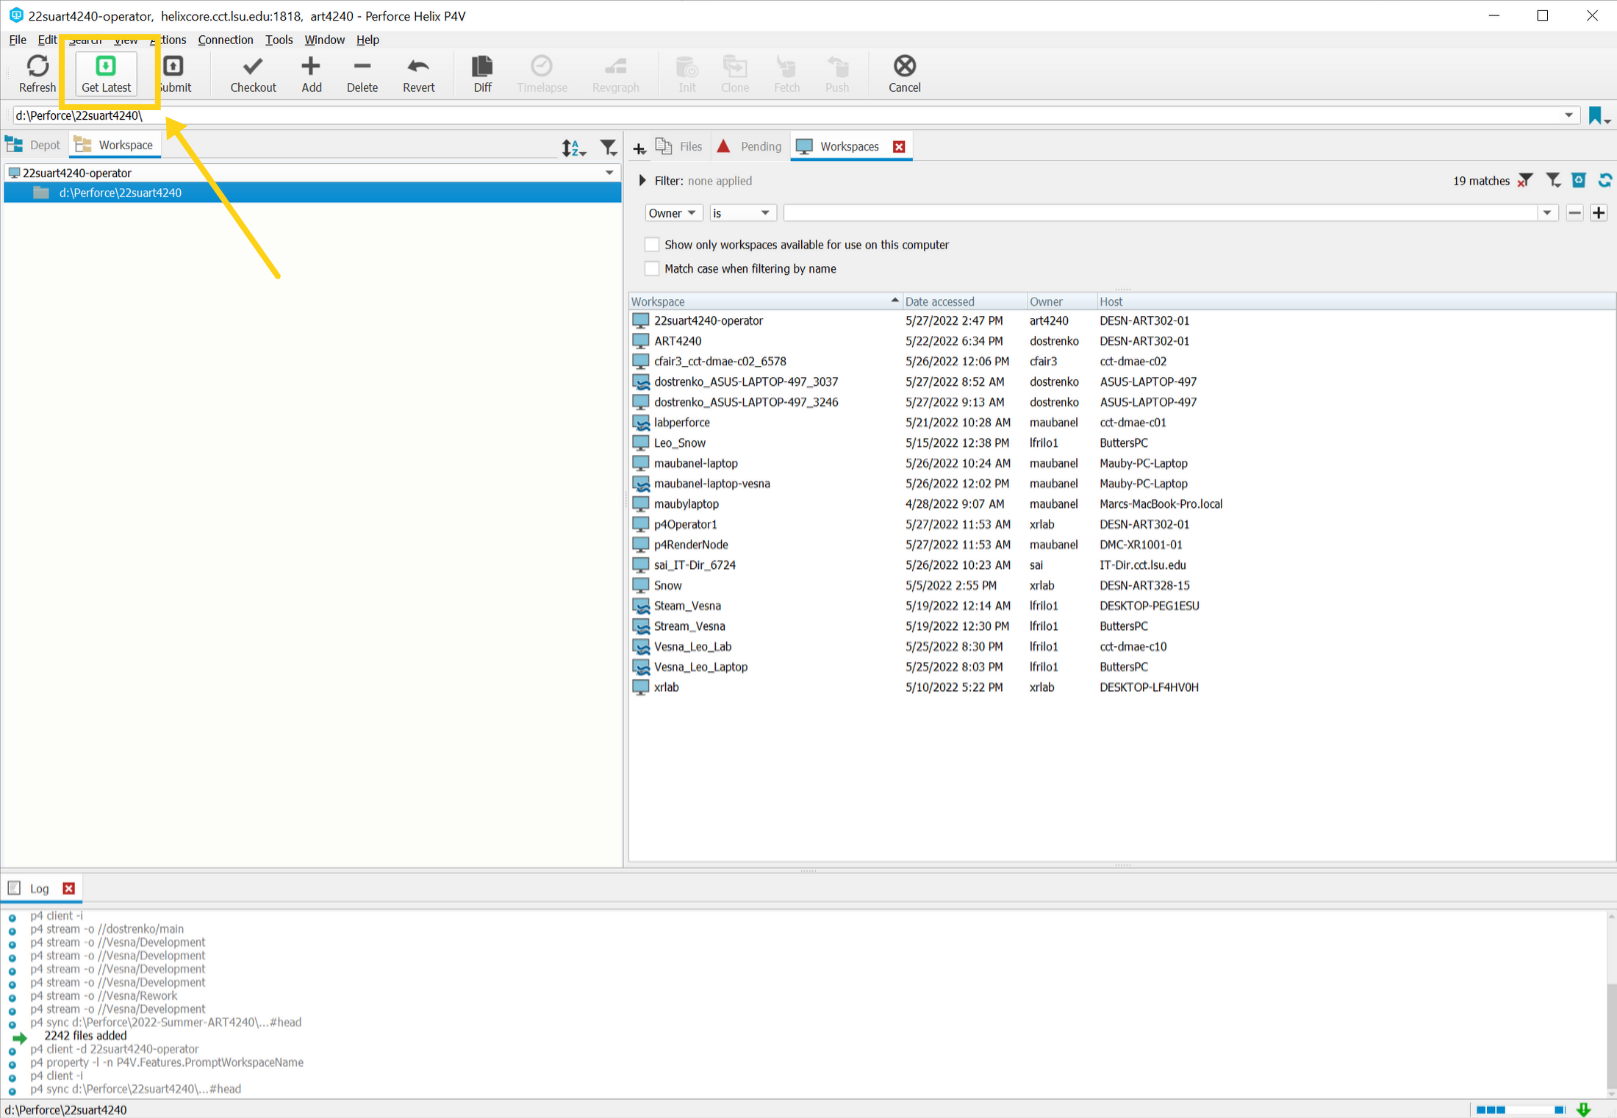 22suart4240-operator, helixcore.cct.lsu.edu:1818, art4240 - Perforce Helix P4V
File Edit Search View Actions Connection Tools Window Help
Refresh Get Latest Submit Checkout Add Delete Revert Diff Timelapse Revgraph Init Clone Fetch Push Cancel
d:\Perforce\22suart4240\
Depot Workspace
22suart4240-operator
d:\Perforce\22suart4240
Files Pending Workspaces
Filter: none applied 19 matches
Owner is
Show only workspaces available for use on this computer
Match case when filtering by name
Workspace Date accessed Owner Host
22suart4240-operator 5/27/2022 2:47 PM art4240 DESN-ART302-01
ART4240 5/22/2022 6:34 PM dostrenko DESN-ART302-01
cfair3_cct-dmae-c02_6578 5/26/2022 12:06 PM cfair3 cct-dmae-c02
dostrenko_ASUS-LAPTOP-497_3037 5/27/2022 8:52 AM dostrenko ASUS-LAPTOP-497
dostrenko_ASUS-LAPTOP-497_3246 5/27/2022 9:13 AM dostrenko ASUS-LAPTOP-497
labperforce 5/21/2022 10:28 AM maubanel cct-dmae-c01
Leo_Snow 5/15/2022 12:38 PM lfrilo1 ButtersPC
maubanel-laptop 5/26/2022 10:24 AM maubanel Mauby-PC-Laptop
maubanel-laptop-vesna 5/26/2022 12:02 PM maubanel Mauby-PC-Laptop
maubylaptop 4/28/2022 9:07 AM maubanel Marcs-MacBook-Pro.local
p4Operator1 5/27/2022 11:53 AM xrlab DESN-ART302-01
p4RenderNode 5/27/2022 11:53 AM maubanel DMC-XR1001-01
sai_IT-Dir_6724 5/26/2022 10:23 AM sai IT-Dir.cct.lsu.edu
Snow 5/5/2022 2:55 PM xrlab DESN-ART328-15
Steam_Vesna 5/19/2022 12:14 AM lfrilo1 DESKTOP-PEG1ESU
Stream_Vesna 5/19/2022 12:30 PM lfrilo1 ButtersPC
Vesna_Leo_Lab 5/25/2022 8:30 PM lfrilo1 cct-dmae-c10
Vesna_Leo_Laptop 5/25/2022 8:03 PM lfrilo1 ButtersPC
xrlab 5/10/2022 5:22 PM xrlab DESKTOP-LF4HV0H
Log
p4 client -i
p4 stream -o //dostrenko/main
p4 stream -o //Vesna/Development
p4 stream -o //Vesna/Development
p4 stream -o //Vesna/Development
p4 stream -o //Vesna/Development
p4 stream -o //Vesna/Rework
p4 stream -o //Vesna/Development
p4 sync d:\Perforce\2022-Summer-ART4240\...#head
2242 files added
p4 client -d 22suart4240-operator
p4 property -l -n P4V.Features.PromptWorkspaceName
p4 client -i
p4 sync d:\Perforce\22suart4240\...#head
d:\Perforce\22suart4240